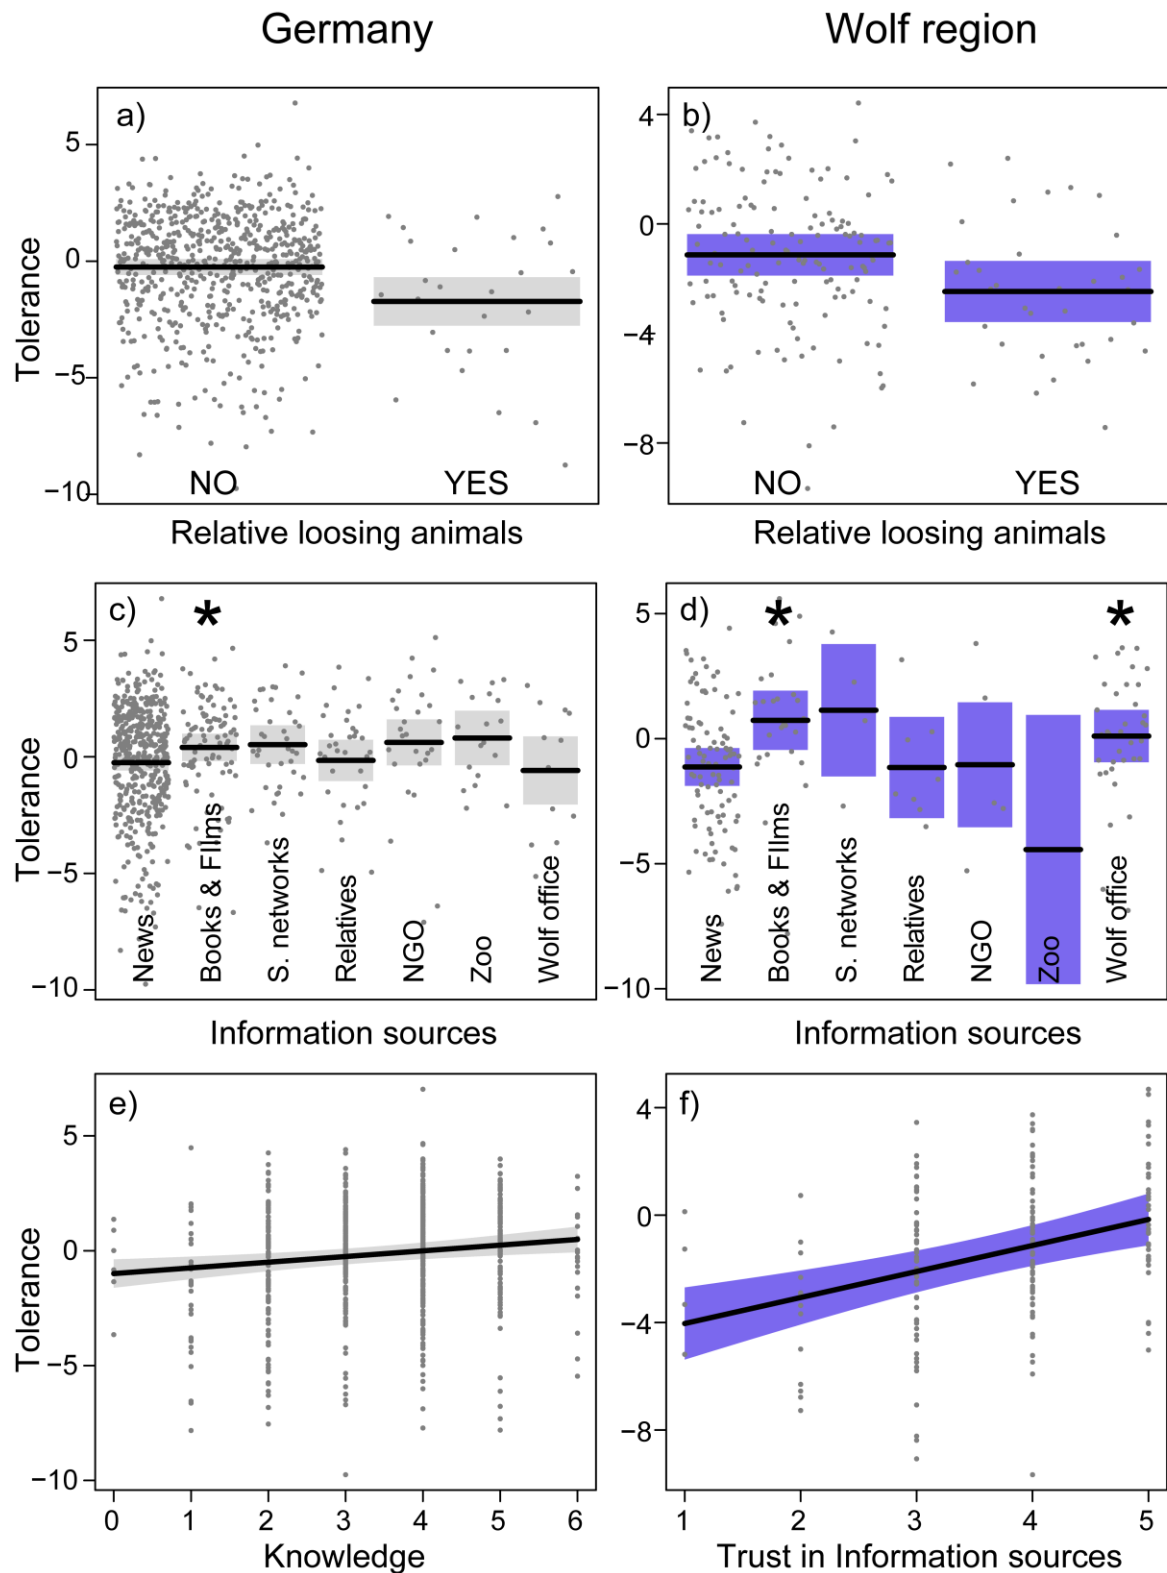 Germany Wolf region
a) b)
5
0
−5
−10
4
0
−4
−8
Tolerance
NO YES NO YES
Relative loosing animals Relative loosing animals
c) * d) * *
5
0
−5
−10
5
0
−5
−10
Tolerance
News Books & FIlms S. networks Relatives NGO Zoo Wolf office
News Books & FIlms S. networks Relatives NGO Zoo Wolf office
Information sources Information sources
e) f)
5
0
−5
−10
4
0
−4
−8
Tolerance
0 1 2 3 4 5 6 1 2 3 4 5
Knowledge Trust in Information sources